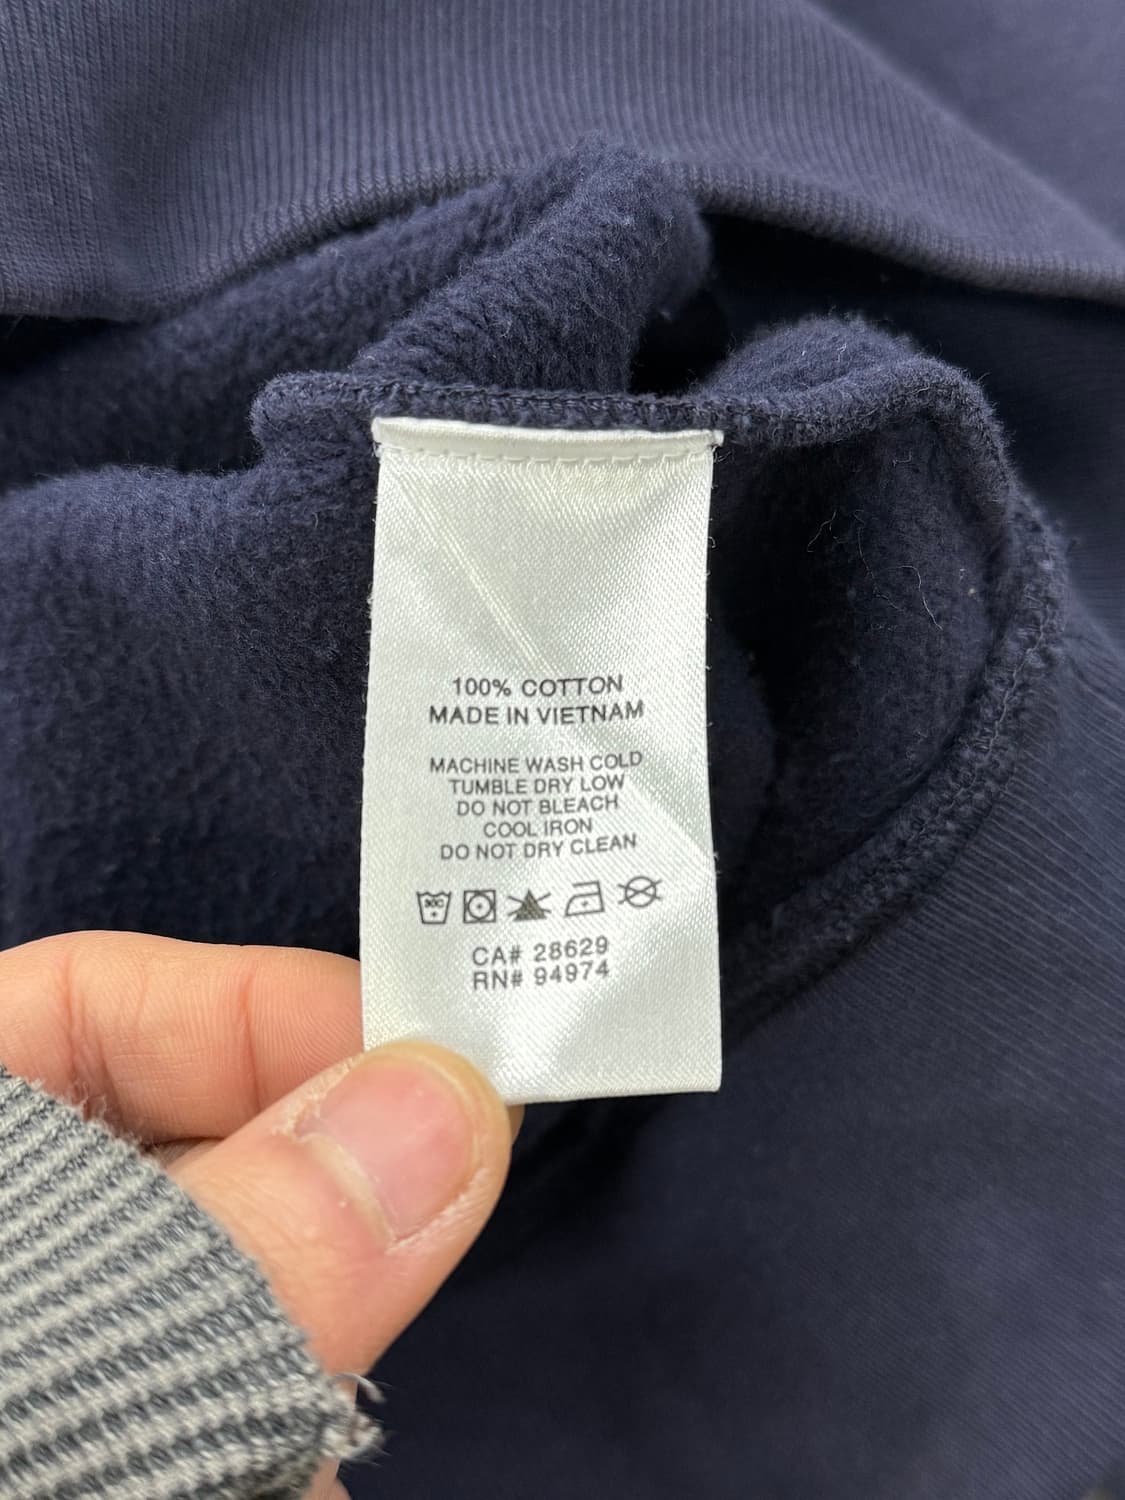 100% COTTON
MADE IN VIETNAM
MACHINE WASH COLD
TUMBLE DRY LOW
DO NOT BLEACH
COOL IRON
DO NOT DRY CLEAN
30C
CA# 28629
RN# 94974